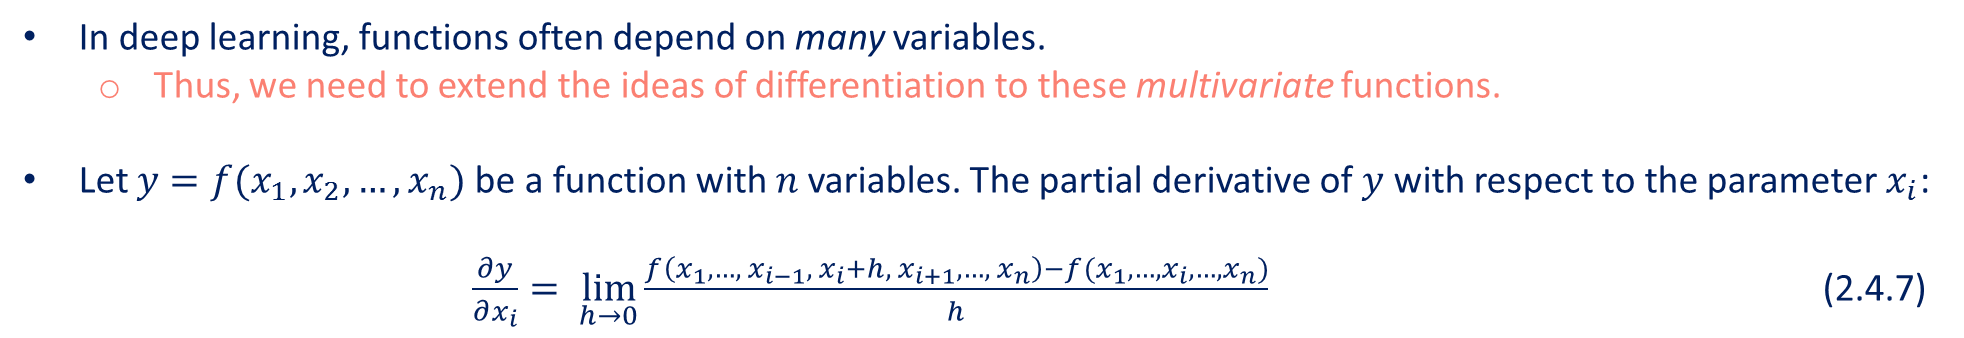 • In deep learning, functions often depend on many variables.
○ Thus, we need to extend the ideas of differentiation to these multivariate functions.
• Let y = f(x₁, x₂, …, xₙ) be a function with n variables. The partial derivative of y with respect to the parameter xᵢ:
∂y/∂xᵢ = lim_{h→0} (f(x₁,…, xᵢ₋₁, xᵢ+h, xᵢ₊₁,…, xₙ)−f(x₁,…,xᵢ,…,xₙ))/h (2.4.7)